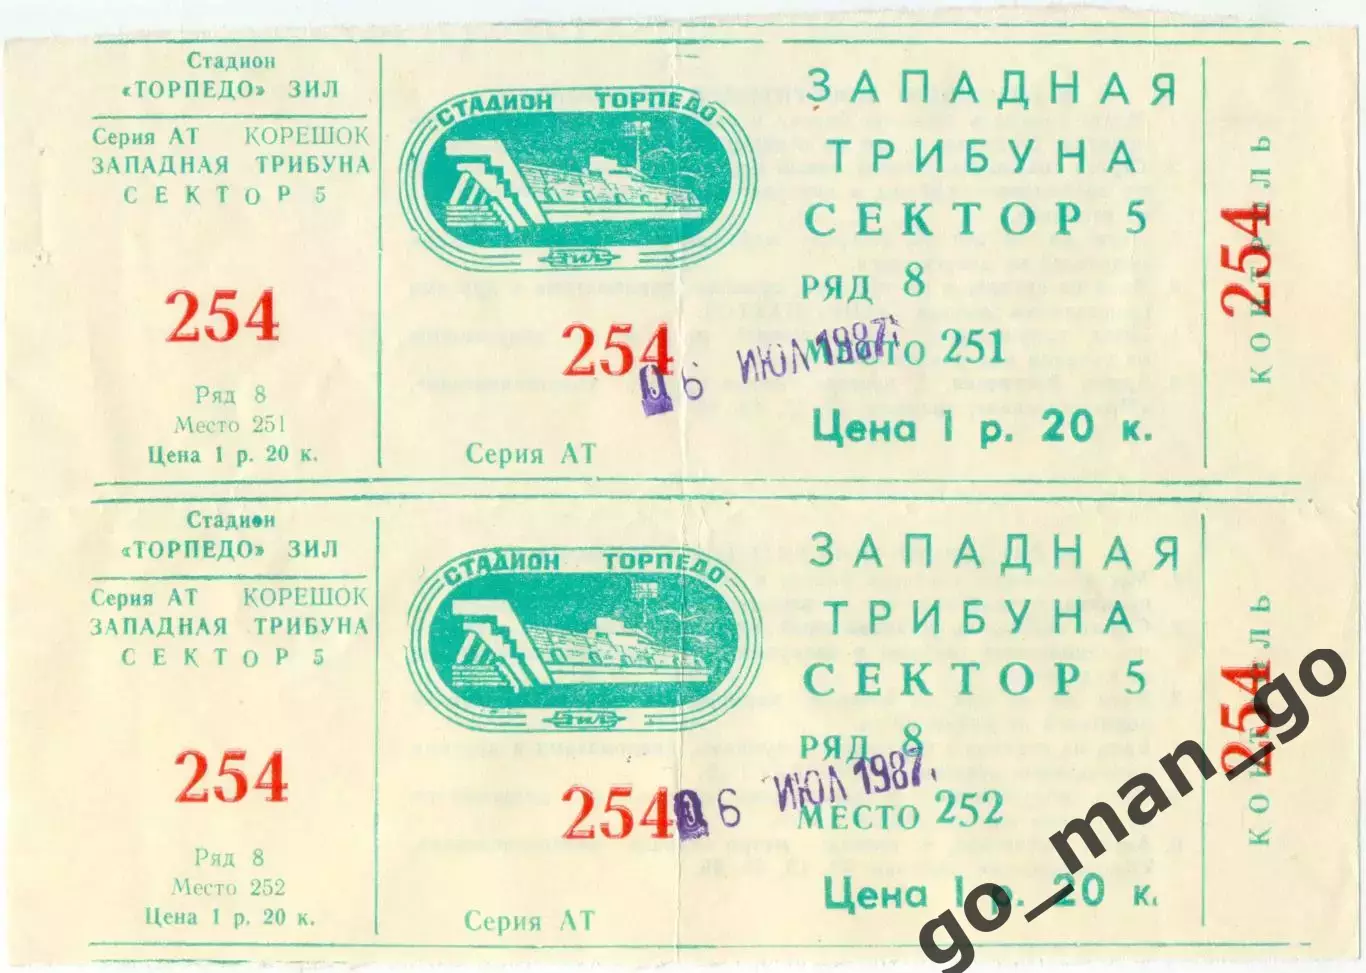 Стадион
«ТОРПЕДО» ЗИЛ
Серия АТ КОРЕШОК
ЗАПАДНАЯ ТРИБУНА
СЕКТОР 5
254
Ряд 8
Место 251
Цена 1 р. 20 к.
СТАДИОН ТОРПЕДО
ЗИЛ
254
Серия АТ
ЗАПАДНАЯ
ТРИБУНА
СЕКТОР 5
РЯД 8
МЕСТО 251
06 ИЮЛ 1987
Цена 1 р. 20 к.
КОНТРОЛЬ
254
Стадион
«ТОРПЕДО» ЗИЛ
Серия АТ КОРЕШОК
ЗАПАДНАЯ ТРИБУНА
СЕКТОР 5
254
Ряд 8
Место 252
Цена 1 р. 20 к.
СТАДИОН ТОРПЕДО
ЗИЛ
254
Серия АТ
ЗАПАДНАЯ
ТРИБУНА
СЕКТОР 5
РЯД 8
06 ИЮЛ 1987.
МЕСТО 252
Цена 1 р. 20 к.
КОНТРОЛЬ
254
go_man_go